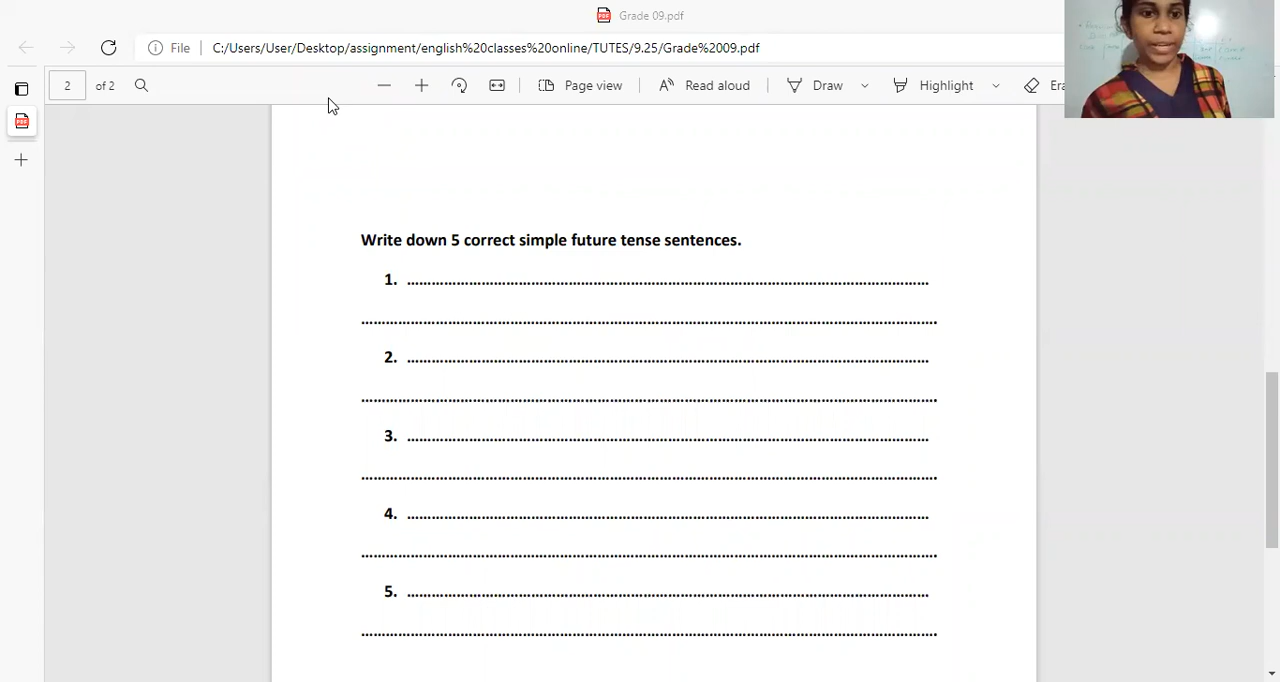 Grade 09.pdf
File C:/Users/User/Desktop/assignment/english%20classes%20online/TUTES/9.25/Grade%2009.pdf
2 of 2 Page view Read aloud Draw Highlight Era
Write down 5 correct simple future tense sentences.
1. ....................................................................................................
....................................................................................................
2. ....................................................................................................
....................................................................................................
3. ....................................................................................................
....................................................................................................
4. ....................................................................................................
....................................................................................................
5. ....................................................................................................
....................................................................................................